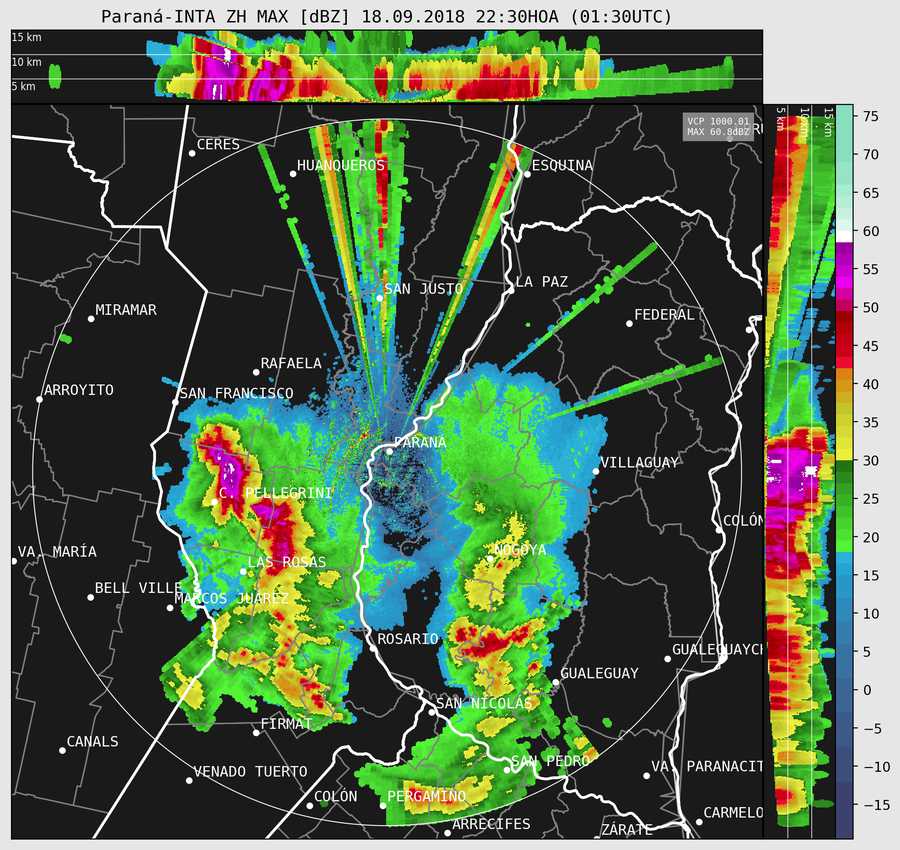 Paraná-INTA ZH MAX [dBZ] 18.09.2018 22:30HOA (01:30UTC)
15 km
10 km
5 km
5 km
10 km
15 km
VCP 1000.01
MAX 60.8dBZ
CERES
HUANQUEROS
ESQUINA
SAN JUSTO
LA PAZ
MIRAMAR
FEDERAL
RAFAELA
ARROYITO
SAN FRANCISCO
PARANA
VILLAGUAY
C. PELLEGRINI
COLÓN
VA. MARÍA
NOGOYA
LAS ROSAS
BELL VILLE
MARCOS JUAREZ
ROSARIO
GUALEGUAYCH
GUALEGUAY
SAN NICOLAS
FIRMAT
CANALS
SAN PEDRO
VENADO TUERTO
VA. PARANACIT
COLÓN
PERGAMINO
CARMELO
ARRECIFES
ZÁRATE
75
70
65
60
55
50
45
40
35
30
25
20
15
10
5
0
−5
−10
−15